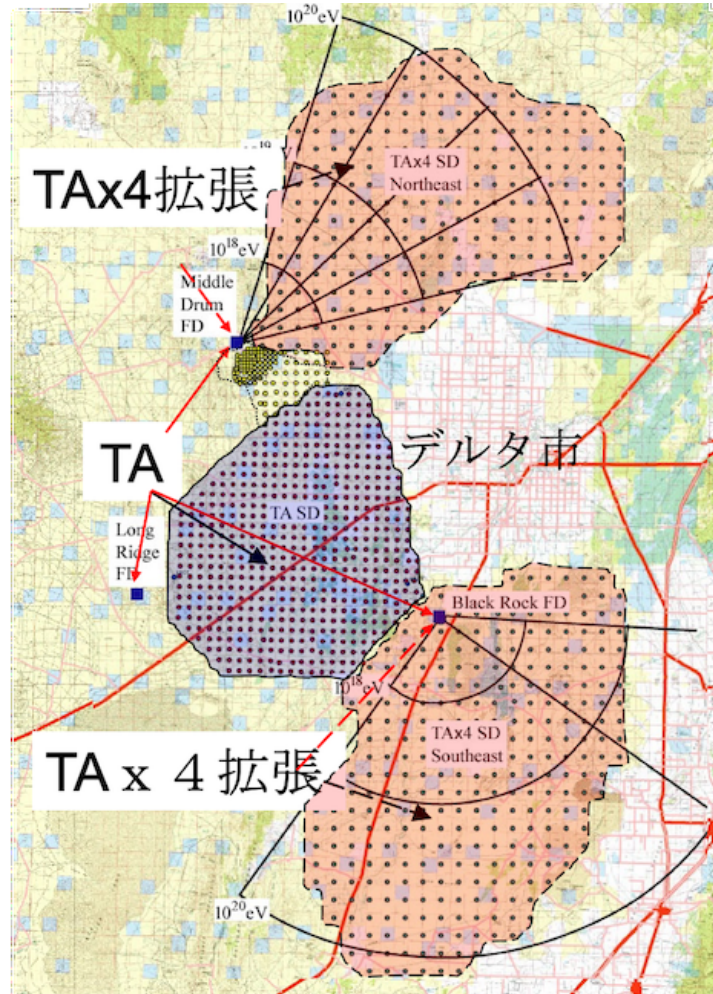 10²⁰eV
TAx4 SD
Northeast
TAx4拡張
10¹⁸eV
Middle
Drum
FD
デルタ市
TA
TA SD
Long
Ridge
Black Rock FD
10¹⁸eV
TAx4 SD
Southeast
TA x ４拡張
10²⁰eV